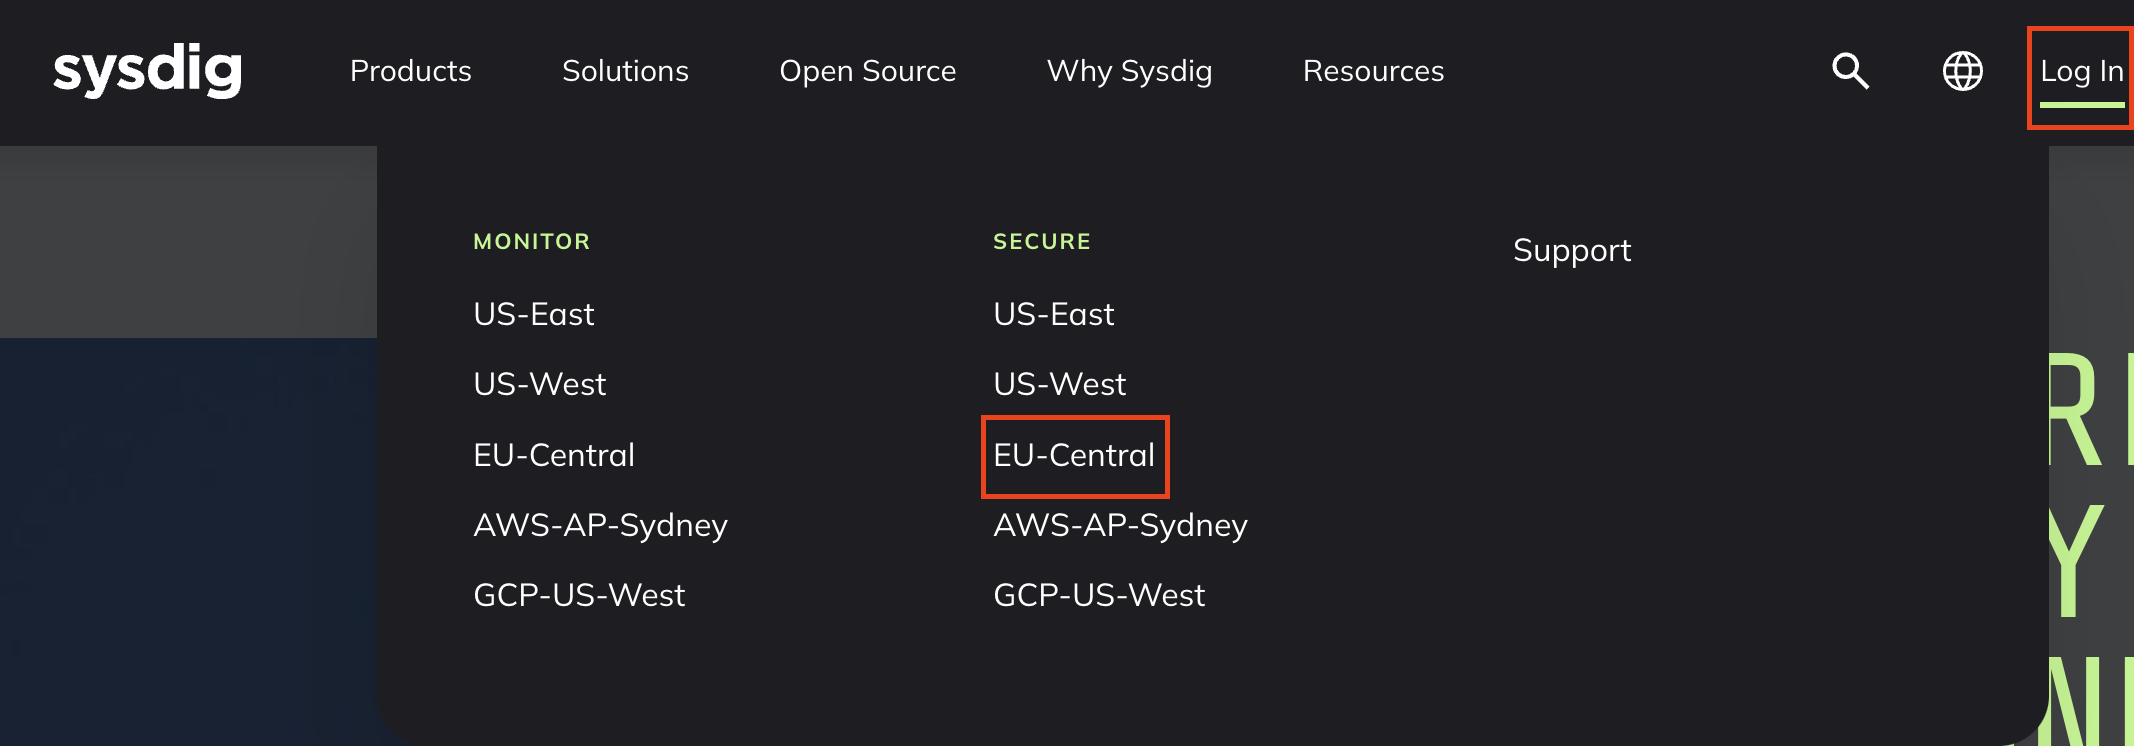 sysdig Products Solutions Open Source Why Sysdig Resources Log In
MONITOR
US-East
US-West
EU-Central
AWS-AP-Sydney
GCP-US-West
SECURE
US-East
US-West
EU-Central
AWS-AP-Sydney
GCP-US-West
Support
R
Y
N